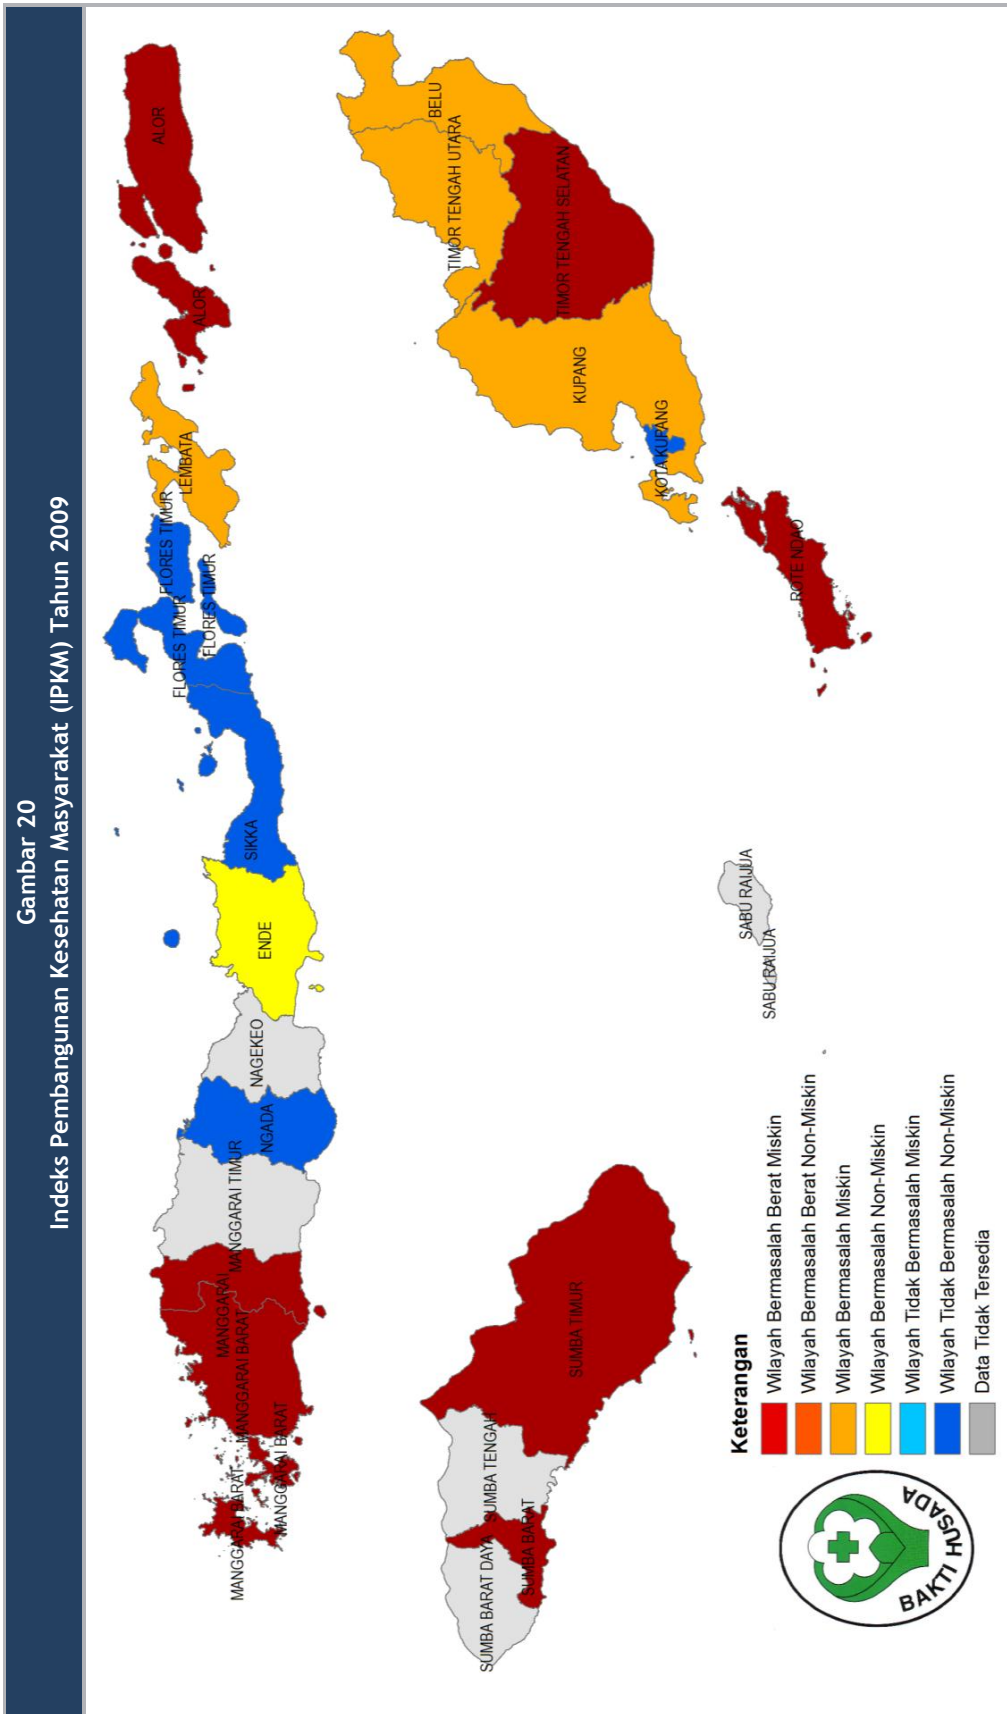 Gambar 20
Indeks Pembangunan Kesehatan Masyarakat (IPKM) Tahun 2009
MANGGARAI BARAT
MANGGARAI BARAT
MANGGARAI BARAT
MANGGARAI
MANGGARAI TIMUR
NGADA
NAGEKEO
ENDE
SIKKA
FLORES TIMUR
FLORES TIMUR
FLORES TIMUR
LEMBATA
ALOR
ALOR
SUMBA BARAT DAYA
SUMBA BARAT
SUMBA TENGAH
SUMBA TIMUR
SABU RAIJUA
SABU RAIJUA
ROTE NDAO
KOTA KUPANG
KUPANG
TIMOR TENGAH SELATAN
TIMOR TENGAH UTARA
BELU
Keterangan
Wilayah Bermasalah Berat Miskin
Wilayah Bermasalah Berat Non-Miskin
Wilayah Bermasalah Miskin
Wilayah Bermasalah Non-Miskin
Wilayah Tidak Bermasalah Miskin
Wilayah Tidak Bermasalah Non-Miskin
Data Tidak Tersedia
BAKTI HUSADA